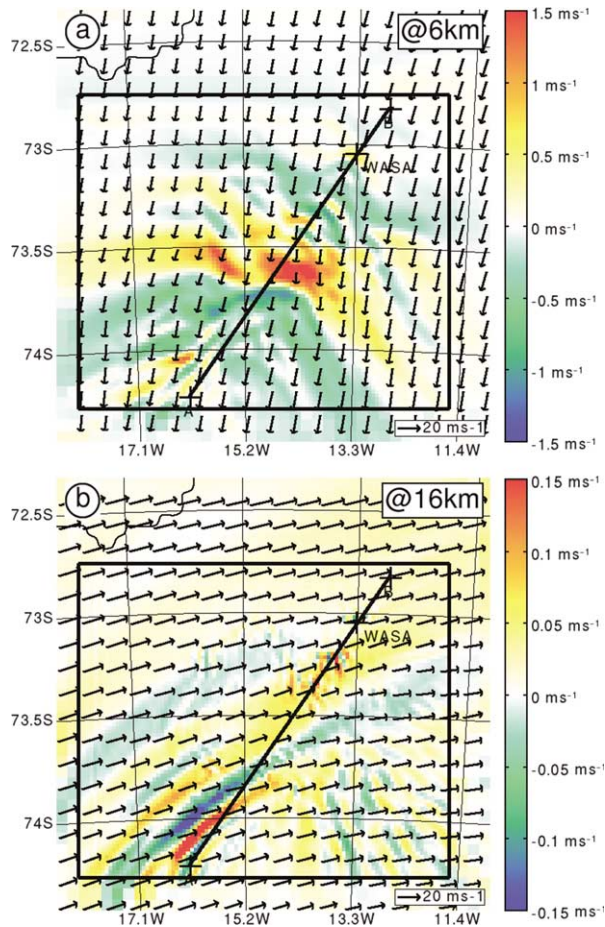 a
@6km
1.5 ms-1
72.5S
1 ms-1
B
73S
WASA
0.5 ms-1
0 ms-1
73.5S
-0.5 ms-1
74S
-1 ms-1
A
20 ms-1
-1.5 ms-1
17.1W 15.2W 13.3W 11.4W
b
@16km
0.15 ms-1
72.5S
0.1 ms-1
B
73S
WASA
0.05 ms-1
0 ms-1
73.5S
-0.05 ms-1
74S
-0.1 ms-1
A
20 ms-1
-0.15 ms-1
17.1W 15.2W 13.3W 11.4W